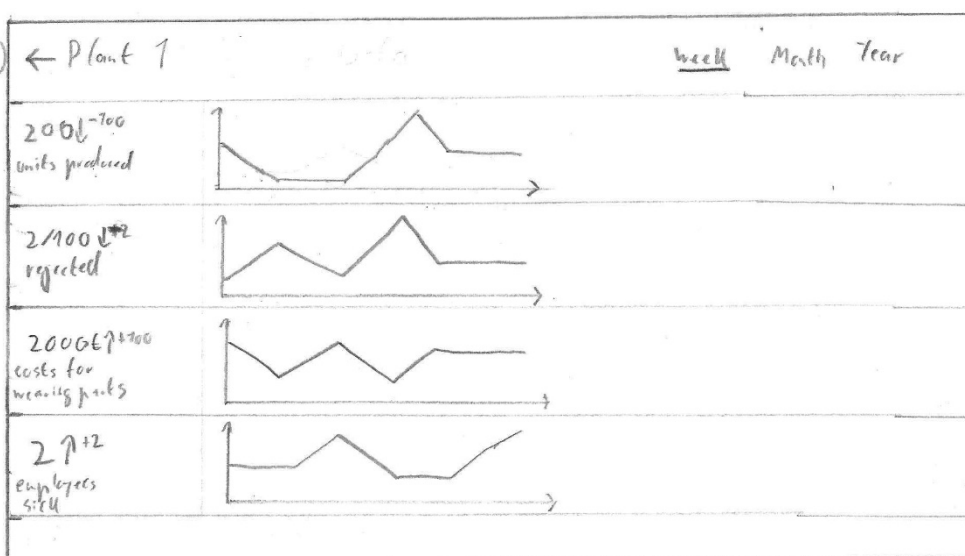 ← Plant 1
Week Month Year
200↓-100
units produced
2/100↓+2
rejected
2000€↑+100
costs for
wearing parts
2↑+2
employees
sick